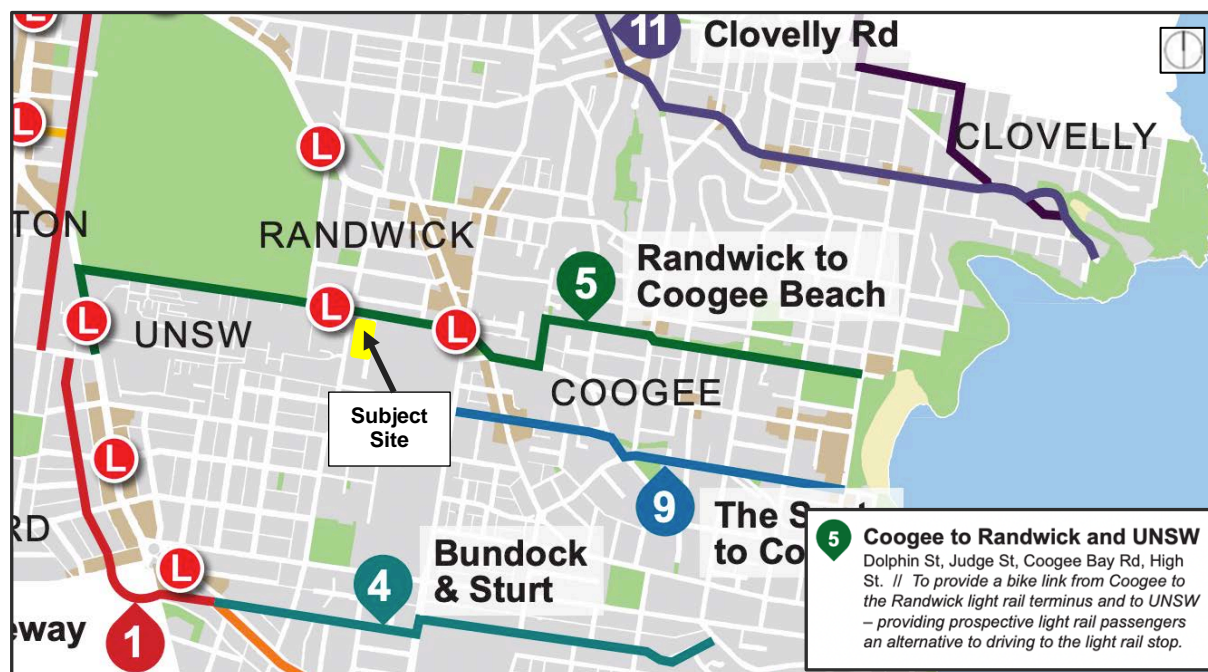 11
Clovelly Rd
CLOVELLY
L
L
L
TON
RANDWICK
Randwick to
Coogee Beach
5
L
L
L
UNSW
COOGEE
Subject
Site
L
9
The S
to Co
RD
Bundock
& Sturt
4
L
eway
1
5
Coogee to Randwick and UNSW
Dolphin St, Judge St, Coogee Bay Rd, High
St. // To provide a bike link from Coogee to
the Randwick light rail terminus and to UNSW
– providing prospective light rail passengers
an alternative to driving to the light rail stop.